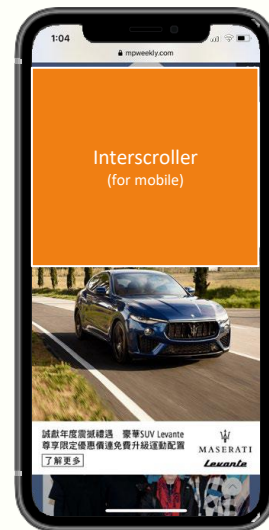 1:04
mpweekly.com
Interscroller
(for mobile)
誠獻年度震撼禮遇 豪華SUV Levante
尊享限定優惠價連免費升級運動配置
了解更多
MASERATI
Levante